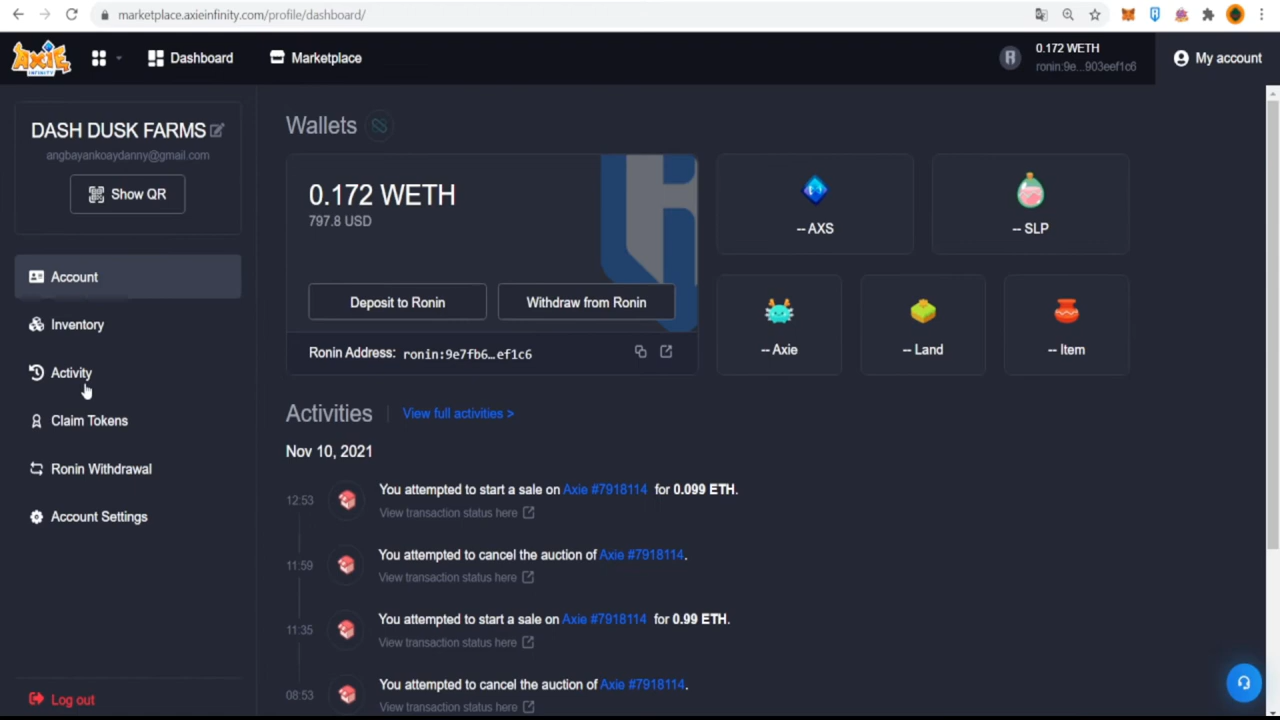 marketplace.axieinfinity.com/profile/dashboard/
AXIE
INFINITY
Dashboard
Marketplace
0.172 WETH
ronin:9e...903eef1c6
My account
DASH DUSK FARMS
angbayankoaydanny@gmail.com
Show QR
Account
Inventory
Activity
Claim Tokens
Ronin Withdrawal
Account Settings
Log out
Wallets
0.172 WETH
797.8 USD
Deposit to Ronin
Withdraw from Ronin
Ronin Address: ronin:9e7fb6…ef1c6
-- AXS
-- SLP
-- Axie
-- Land
-- Item
Activities
View full activities >
Nov 10, 2021
12:53
You attempted to start a sale on Axie #7918114 for 0.099 ETH.
View transaction status here
11:59
You attempted to cancel the auction of Axie #7918114.
View transaction status here
11:35
You attempted to start a sale on Axie #7918114 for 0.99 ETH.
View transaction status here
08:53
You attempted to cancel the auction of Axie #7918114.
View transaction status here